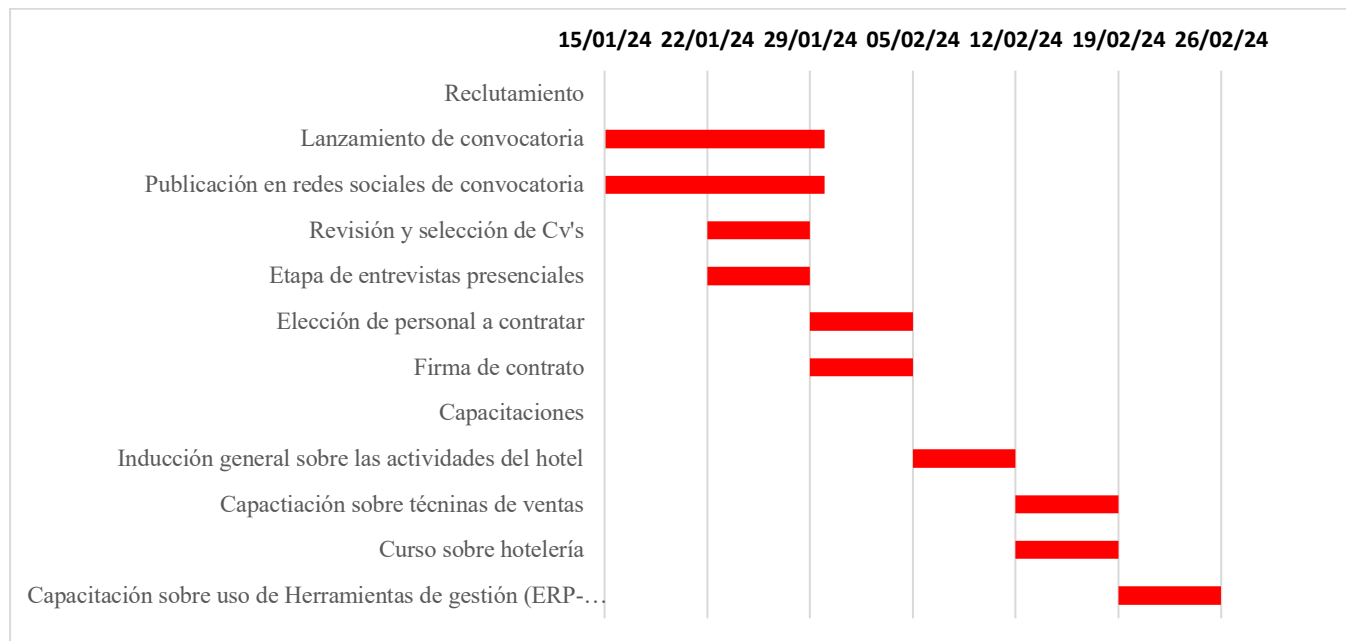 15/01/24 22/01/24 29/01/24 05/02/24 12/02/24 19/02/24 26/02/24
Reclutamiento
Lanzamiento de convocatoria
Publicación en redes sociales de convocatoria
Revisión y selección de Cv's
Etapa de entrevistas presenciales
Elección de personal a contratar
Firma de contrato
Capacitaciones
Inducción general sobre las actividades del hotel
Capactiación sobre técninas de ventas
Curso sobre hotelería
Capacitación sobre uso de Herramientas de gestión (ERP-…